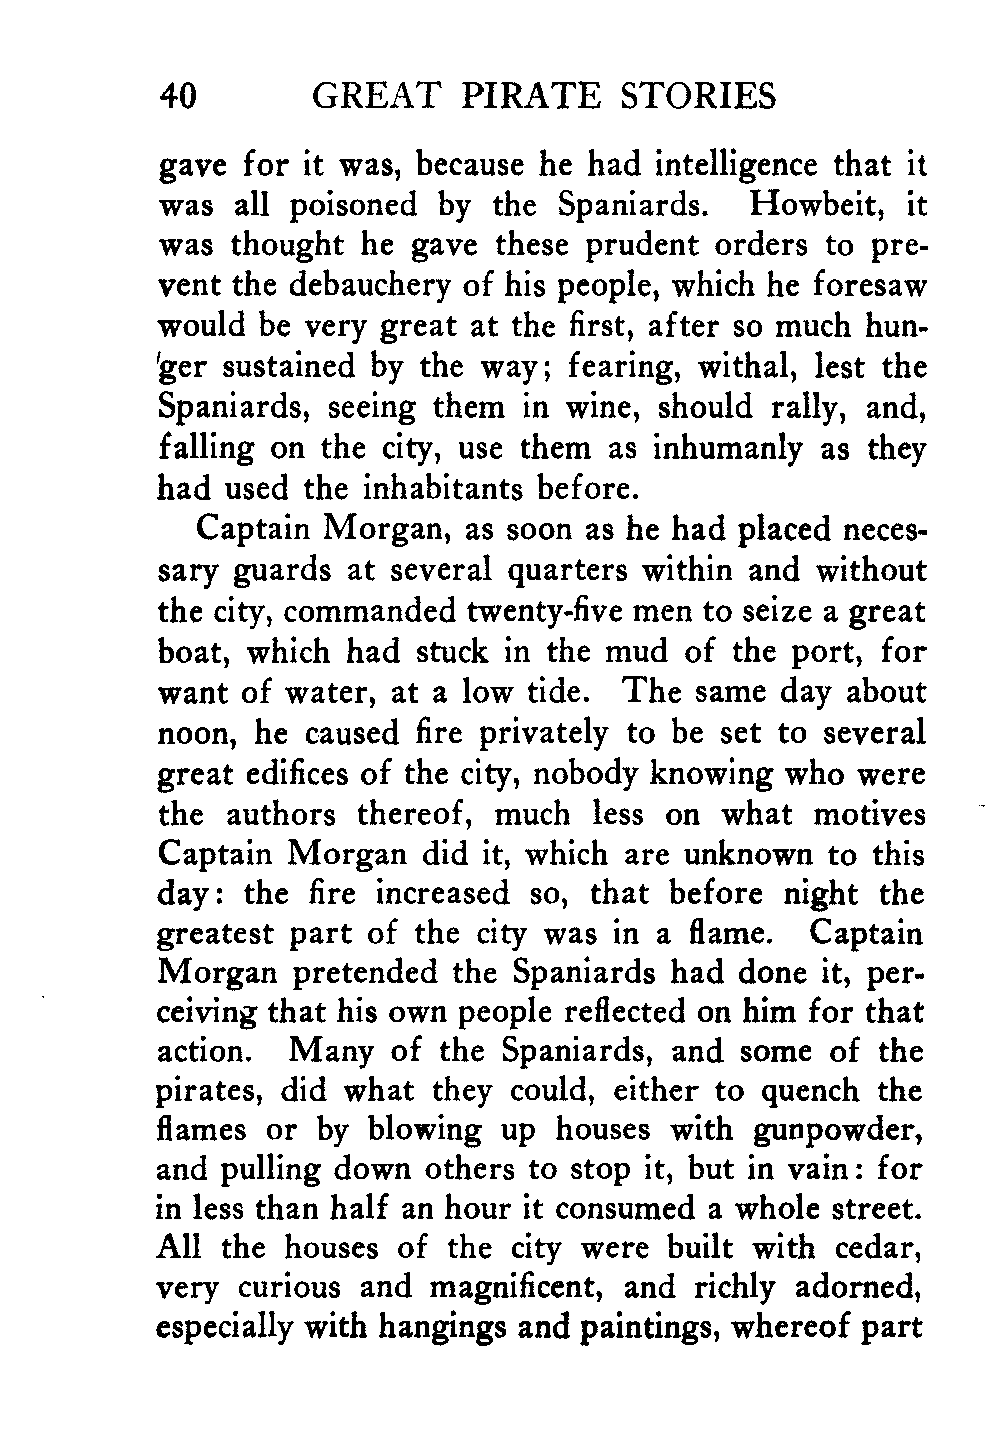 40 GREAT PIRATE STORIES
gave for it was, because he had intelligence that it
was all poisoned by the Spaniards. Howbeit, it
was thought he gave these prudent orders to pre-
vent the debauchery of his people, which he foresaw
would be very great at the first, after so much hun-
'ger sustained by the way; fearing, withal, lest the
Spaniards, seeing them in wine, should rally, and,
falling on the city, use them as inhumanly as they
had used the inhabitants before.
Captain Morgan, as soon as he had placed neces-
sary guards at several quarters within and without
the city, commanded twenty-five men to seize a great
boat, which had stuck in the mud of the port, for
want of water, at a low tide. The same day about
noon, he caused fire privately to be set to several
great edifices of the city, nobody knowing who were
the authors thereof, much less on what motives
Captain Morgan did it, which are unknown to this
day: the fire increased so, that before night the
greatest part of the city was in a flame. Captain
Morgan pretended the Spaniards had done it, per-
ceiving that his own people reflected on him for that
action. Many of the Spaniards, and some of the
pirates, did what they could, either to quench the
flames or by blowing up houses with gunpowder,
and pulling down others to stop it, but in vain: for
in less than half an hour it consumed a whole street.
All the houses of the city were built with cedar,
very curious and magnificent, and richly adorned,
especially with hangings and paintings, whereof part